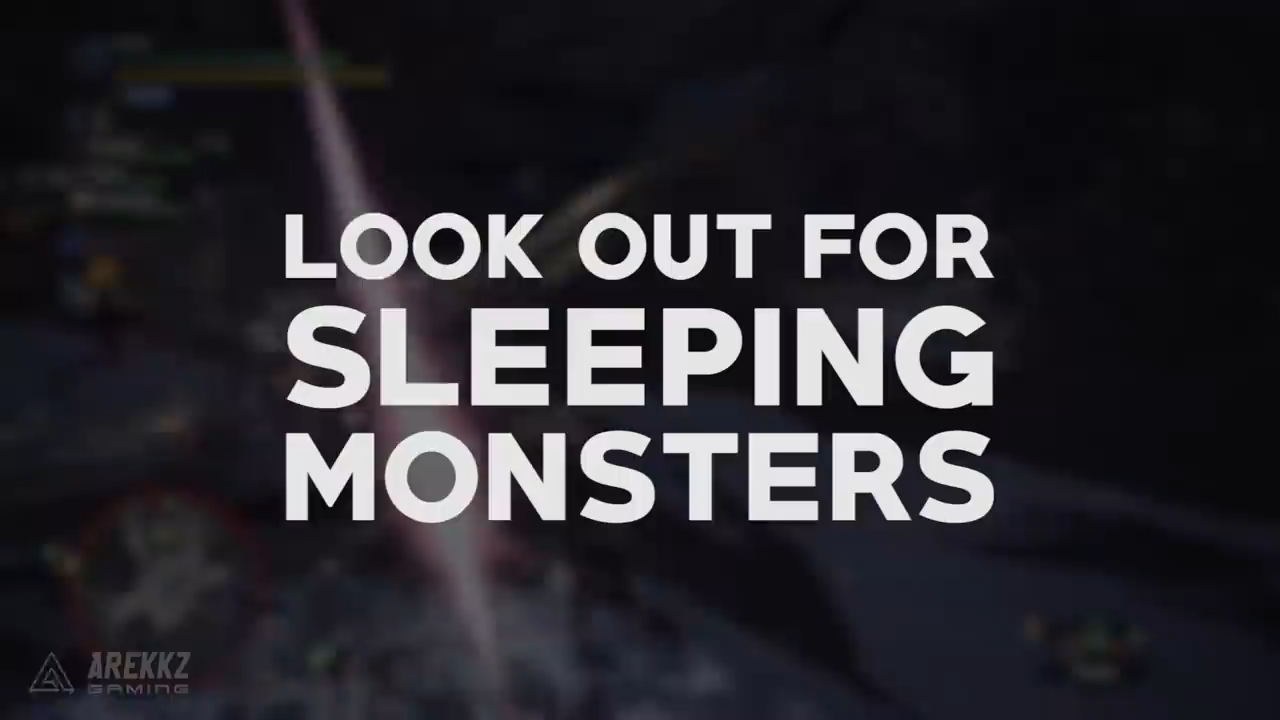 LOOK OUT FOR
SLEEPING
MONSTERS
AREKKZ
GAMING